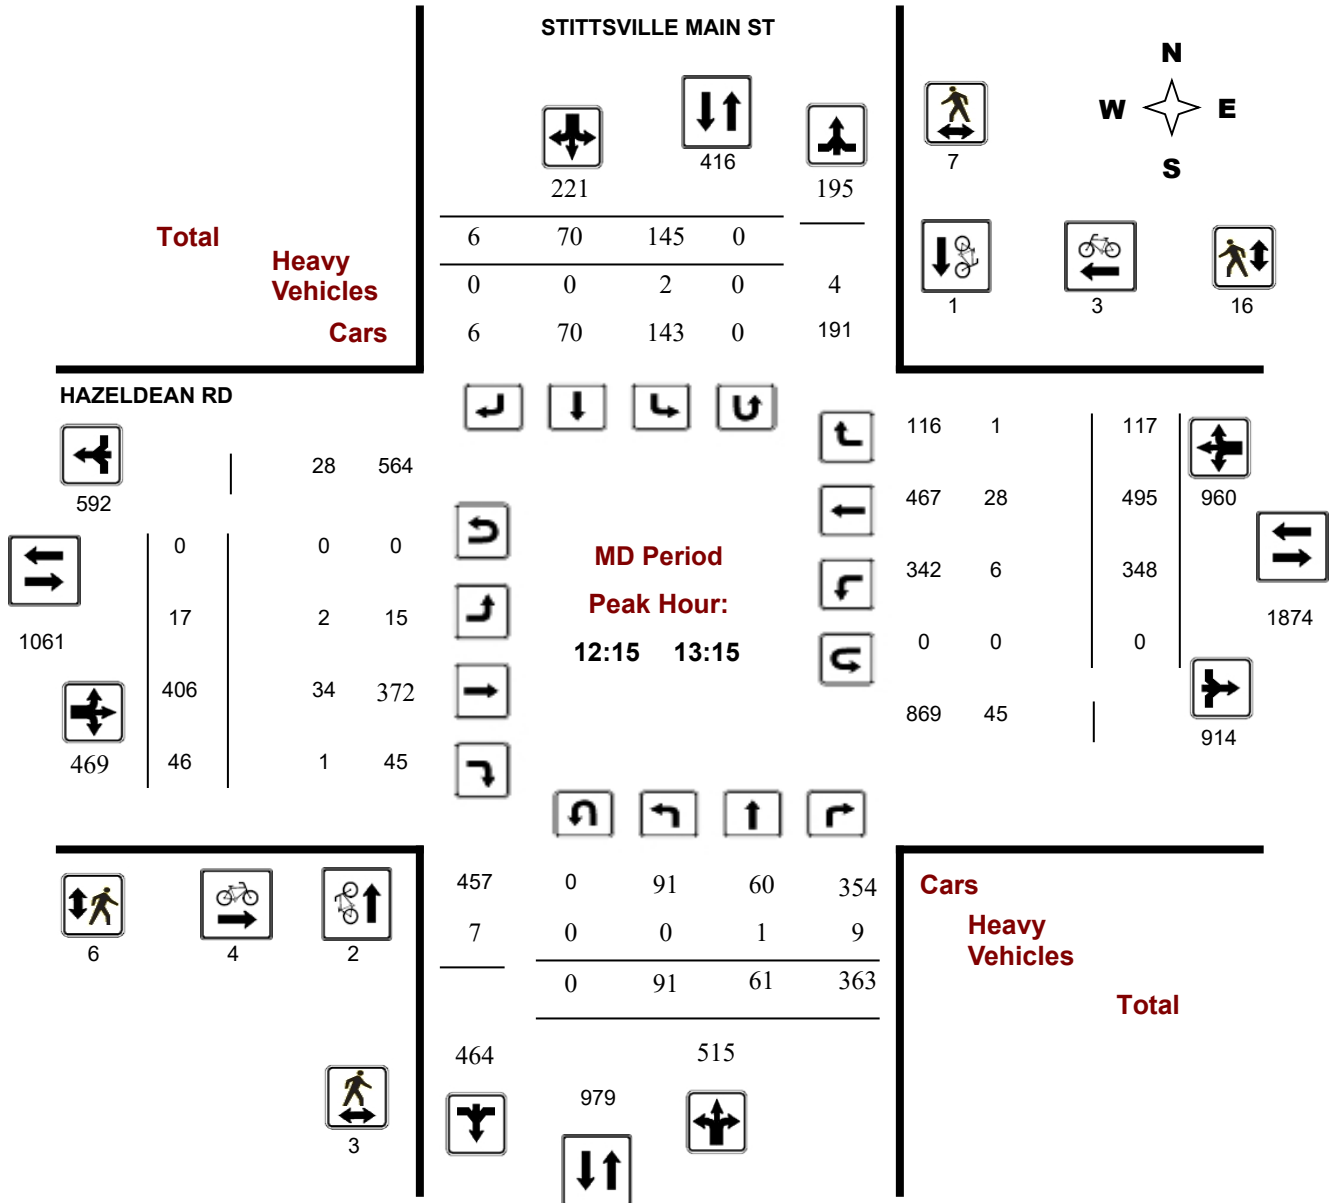 STITTSVILLE MAIN ST
N
W E
S
416
7
221 195
Total 6 70 145 0
Heavy
Vehicles
0 0 2 0 4
Cars 6 70 143 0 191
1 3 16
HAZELDEAN RD
592
28 564
0 0 0
1061
17 2 15
406 34 372
469 46 1 45
MD Period
Peak Hour:
12:15 13:15
116 1 117
960
467 28 495
342 6 348
1874
0 0 0
869 45
914
457 0 91 60 354
Cars
7 0 0 1 9
Heavy
Vehicles
0 91 61 363
Total
6 4 2
464 515
979
3